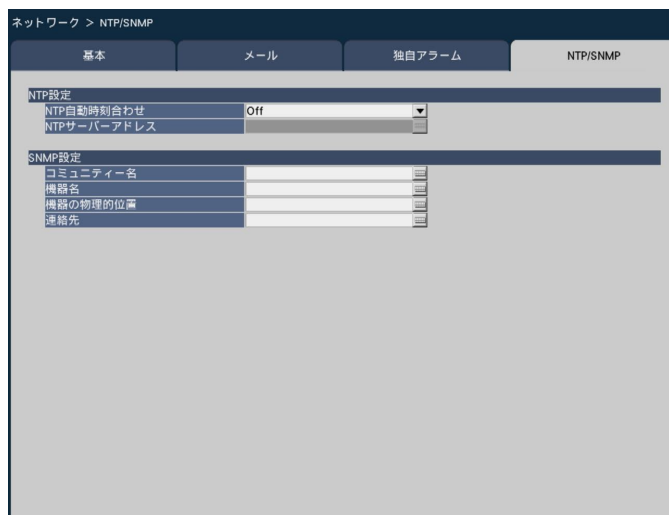 ネットワーク > NTP/SNMP
基本 メール 独自アラーム NTP/SNMP
NTP設定
NTP自動時刻合わせ Off
NTPサーバーアドレス
SNMP設定
コミュニティー名
機器名
機器の物理的位置
連絡先